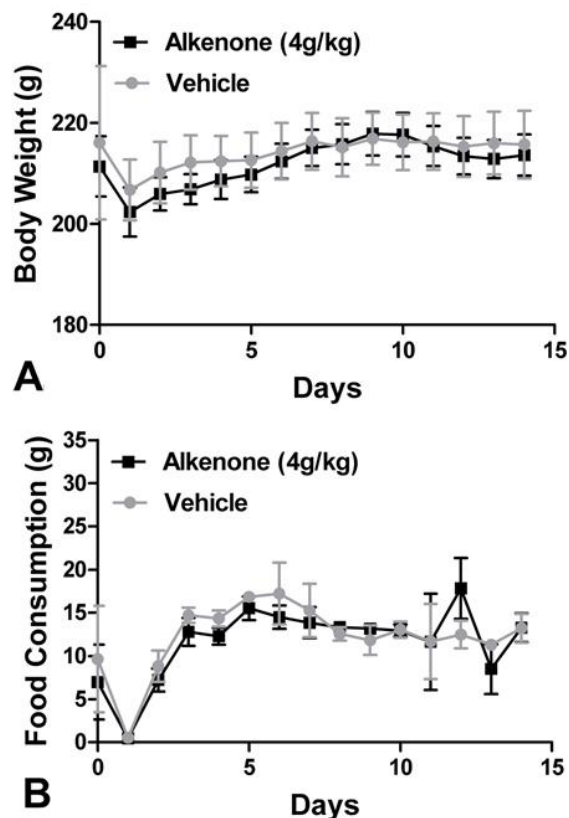 240
220
200
180
Body Weight (g)
Alkenone (4g/kg)
Vehicle
0
5
10
15
Days
A
35
30
25
20
15
10
5
0
Food Consumption (g)
Alkenone (4g/kg)
Vehicle
0
5
10
15
Days
B